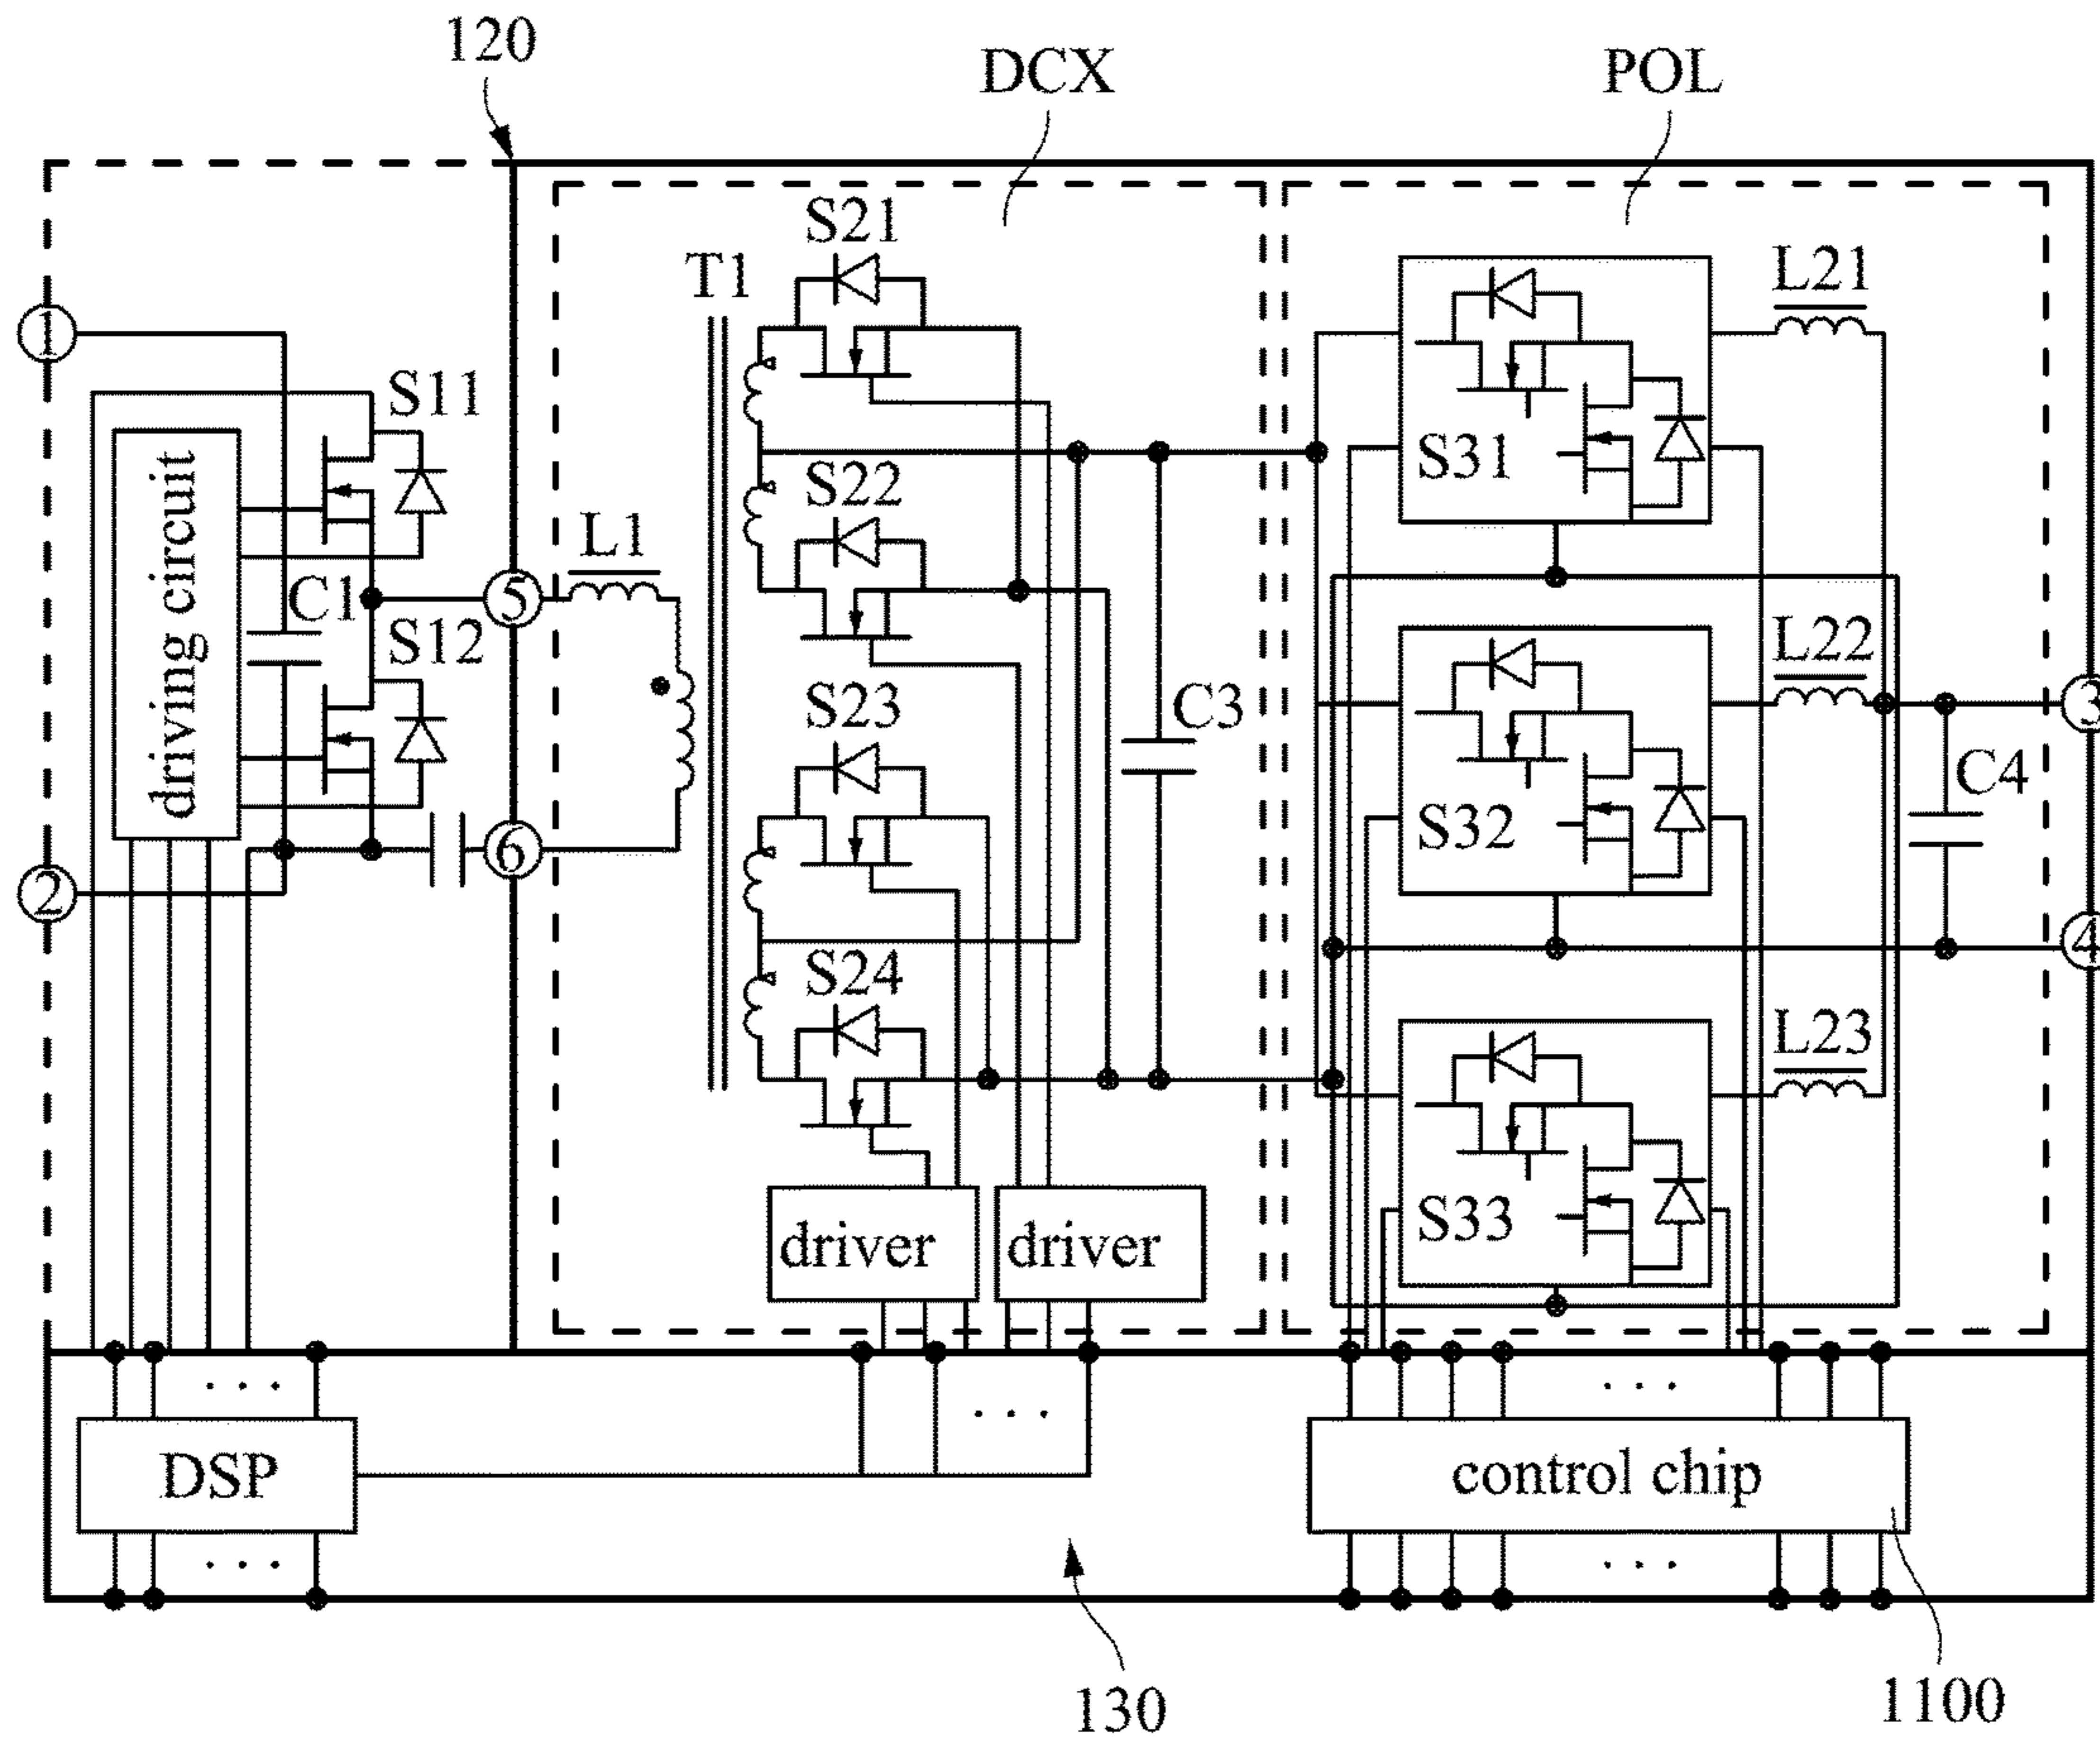 120
DCX
POL
S21
T1
L21
1
S11
S31
driving circuit
S22
L1
C1
5
S12
L22
S23
C3
3
C4
S32
6
2
4
S24
L23
S33
driver
driver
. . .
. . .
. . .
DSP
control chip
. . .
. . .
130
1100